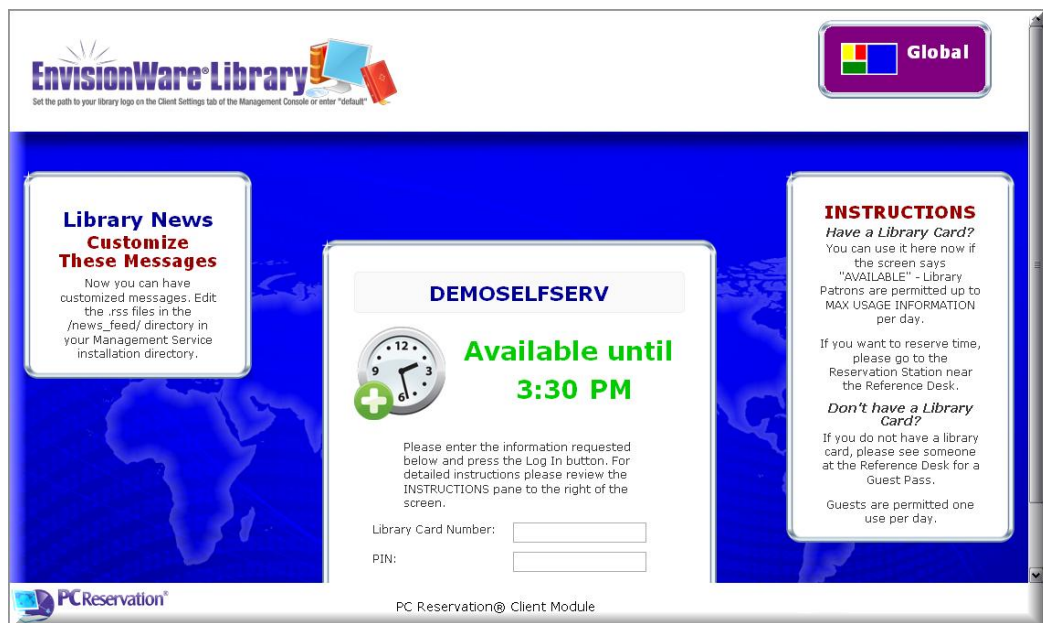 EnvisionWare® Library
Set the path to your library logo on the Client Settings tab of the Management Console or enter "default"
Global
Library News
Customize
These Messages
Now you can have
customized messages. Edit
the .rss files in the
/news_feed/ directory in
your Management Service
installation directory.
DEMOSELFSERV
12
3
6
9
Available until
3:30 PM
Please enter the information requested
below and press the Log In button. For
detailed instructions please review the
INSTRUCTIONS pane to the right of the
screen.
Library Card Number:
PIN:
INSTRUCTIONS
Have a Library Card?
You can use it here now if
the screen says
"AVAILABLE" - Library
Patrons are permitted up to
MAX USAGE INFORMATION
per day.
If you want to reserve time,
please go to the
Reservation Station near
the Reference Desk.
Don't have a Library
Card?
If you do not have a library
card, please see someone
at the Reference Desk for a
Guest Pass.
Guests are permitted one
use per day.
PCReservation®
PC Reservation® Client Module